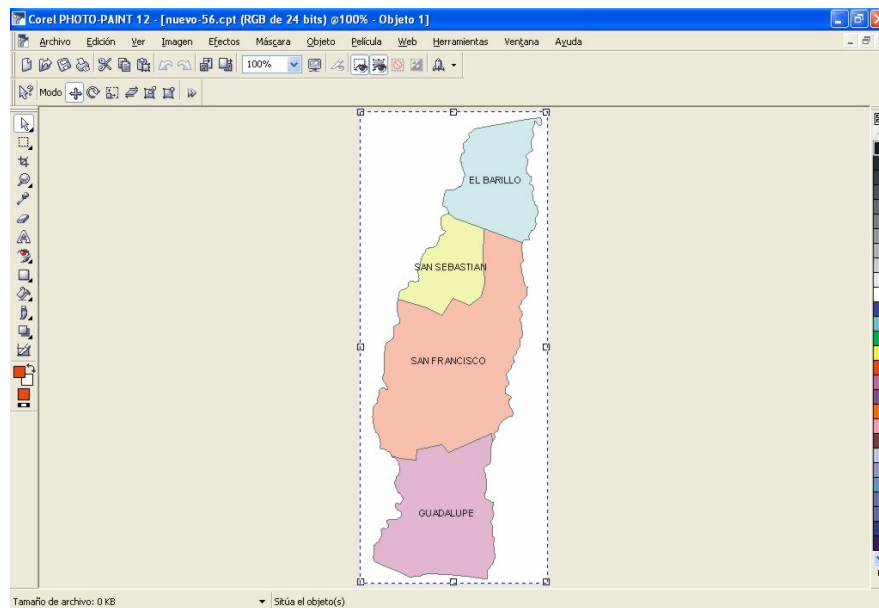 Corel PHOTO-PAINT 12 - [nuevo-56.cpt (RGB de 24 bits) @100% - Objeto 1]
Archivo Edición Ver Imagen Efectos Máscara Objeto Película Web Herramientas Ventana Ayuda
100%
Modo
EL BARILLO
SAN SEBASTIAN
SAN FRANCISCO
GUADALUPE
Tamaño de archivo: 0 KB Sitúa el objeto(s)